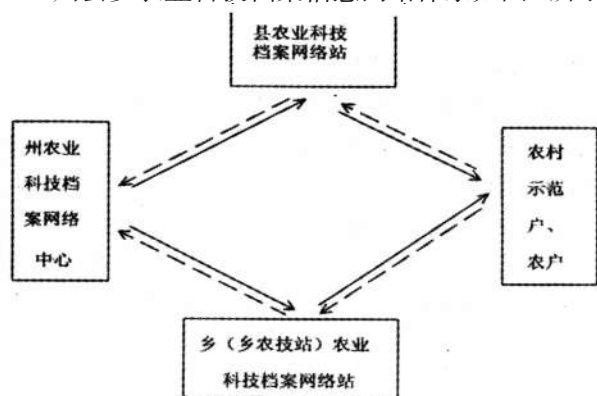 县农业科技
档案网络站
州农业
科技档
案网络
中心
农村
示范
户、
农户
乡（乡农技站）农业
科技档案网络站